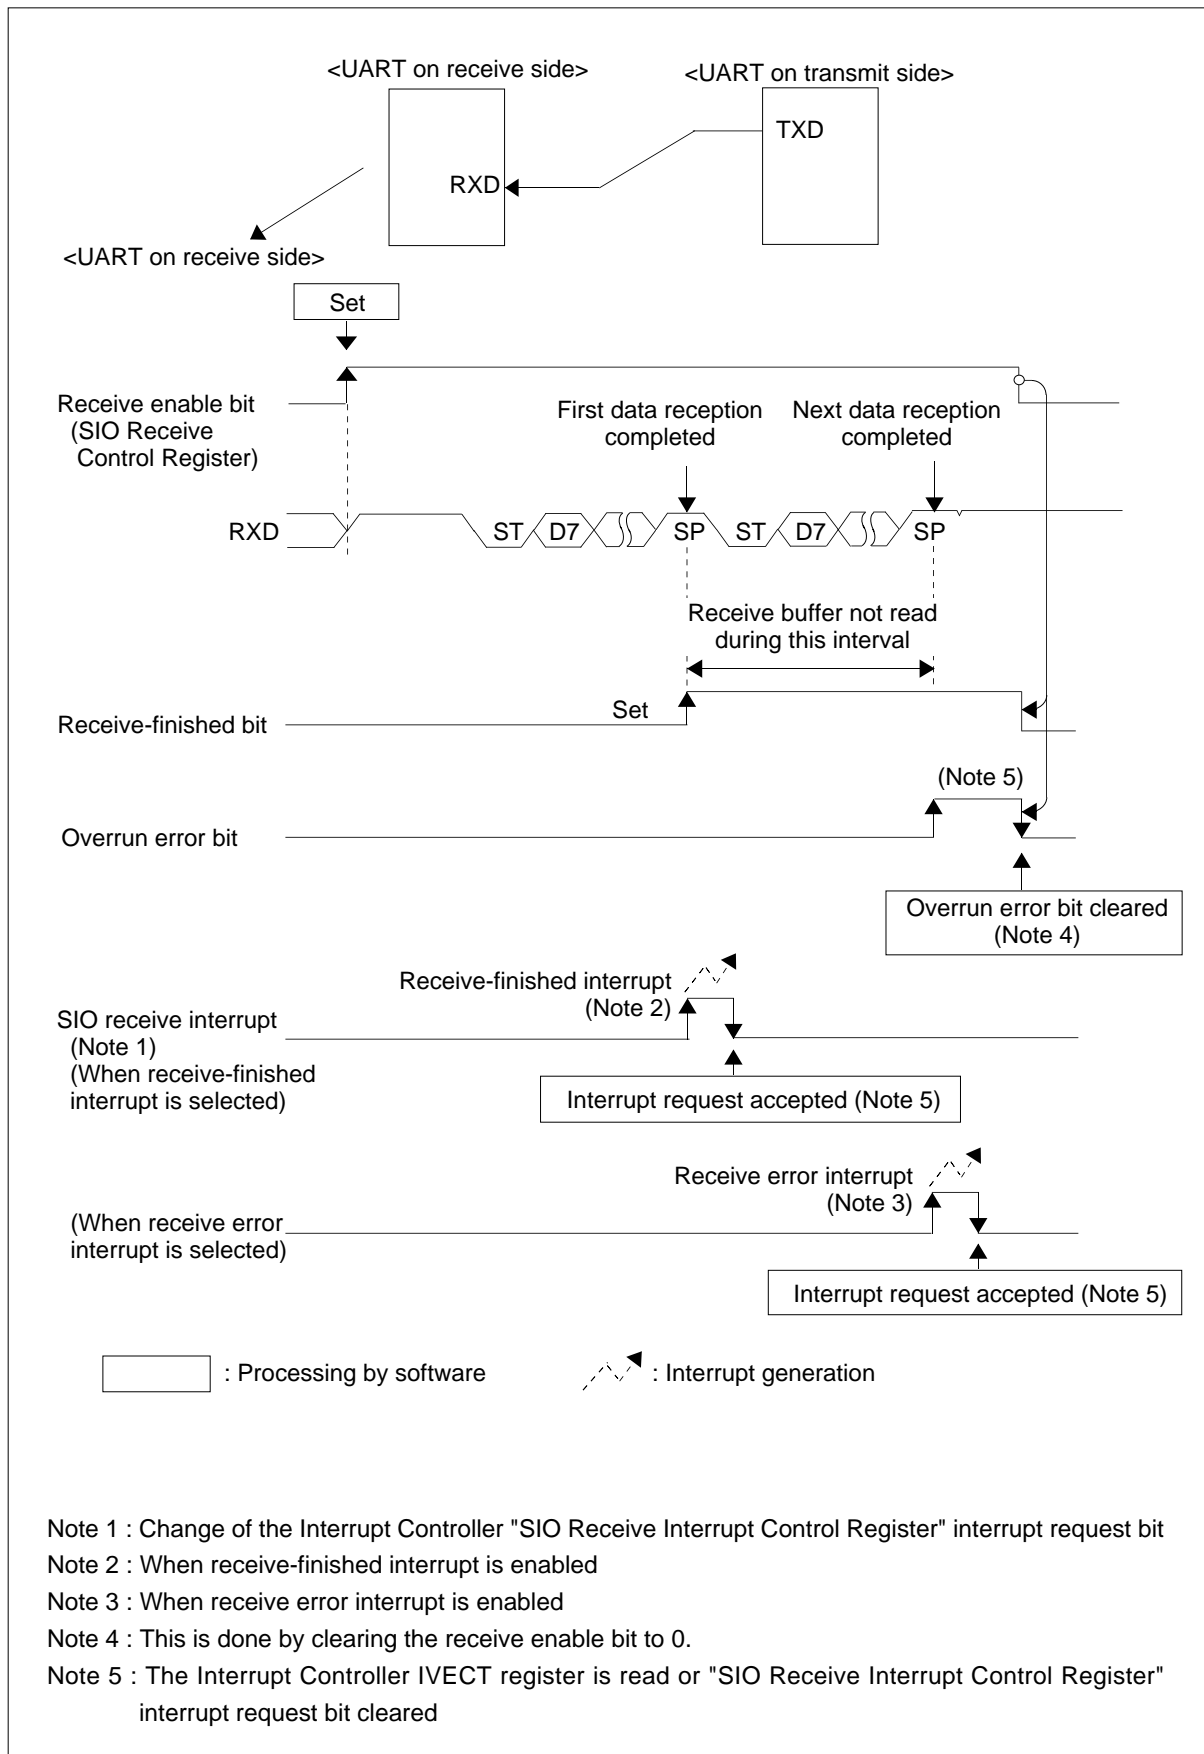 <UART on receive side>
<UART on transmit side>
TXD
RXD
<UART on receive side>
Set
Receive enable bit
(SIO Receive
Control Register)
First data reception
completed
Next data reception
completed
RXD
ST
D7
SP
ST
D7
SP
Receive buffer not read
during this interval
Set
Receive-finished bit
(Note 5)
Overrun error bit
Overrun error bit cleared
(Note 4)
Receive-finished interrupt
(Note 2)
SIO receive interrupt
(Note 1)
(When receive-finished
interrupt is selected)
Interrupt request accepted (Note 5)
Receive error interrupt
(Note 3)
(When receive error
interrupt is selected)
Interrupt request accepted (Note 5)
: Processing by software
: Interrupt generation
Note 1 : Change of the Interrupt Controller "SIO Receive Interrupt Control Register" interrupt request bit
Note 2 : When receive-finished interrupt is enabled
Note 3 : When receive error interrupt is enabled
Note 4 : This is done by clearing the receive enable bit to 0.
Note 5 : The Interrupt Controller IVECT register is read or "SIO Receive Interrupt Control Register"
interrupt request bit cleared